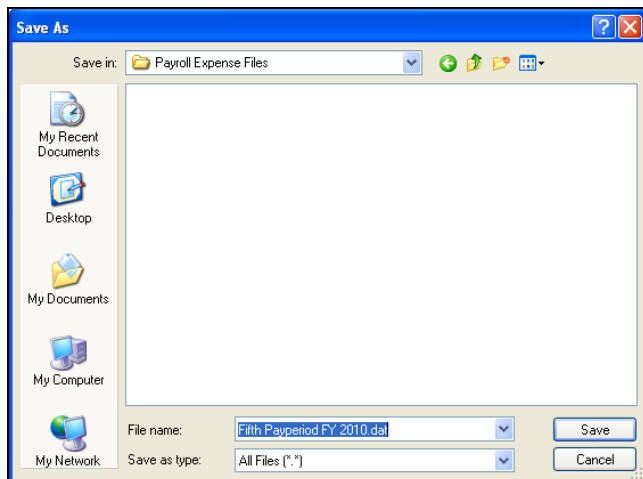 Save As
Save in:
Payroll Expense Files
My Recent
Documents
Desktop
My Documents
My Computer
My Network
File name:
Fifth Payperiod FY 2010.dat
Save
Save as type:
All Files (*.*)
Cancel